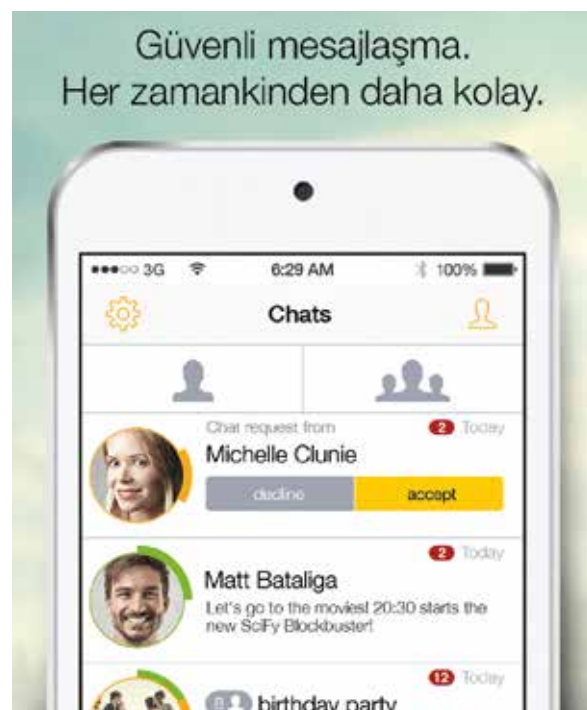 Güvenli mesajlaşma.
Her zamankinden daha kolay.
3G 6:29 AM 100%
Chats
Chat request from 2 Today
Michelle Clunie
decline accept
2 Today
Matt Bataliga
Let's go to the movies! 20:30 starts the
new SciFy Blockbuster!
12 Today
birthday party